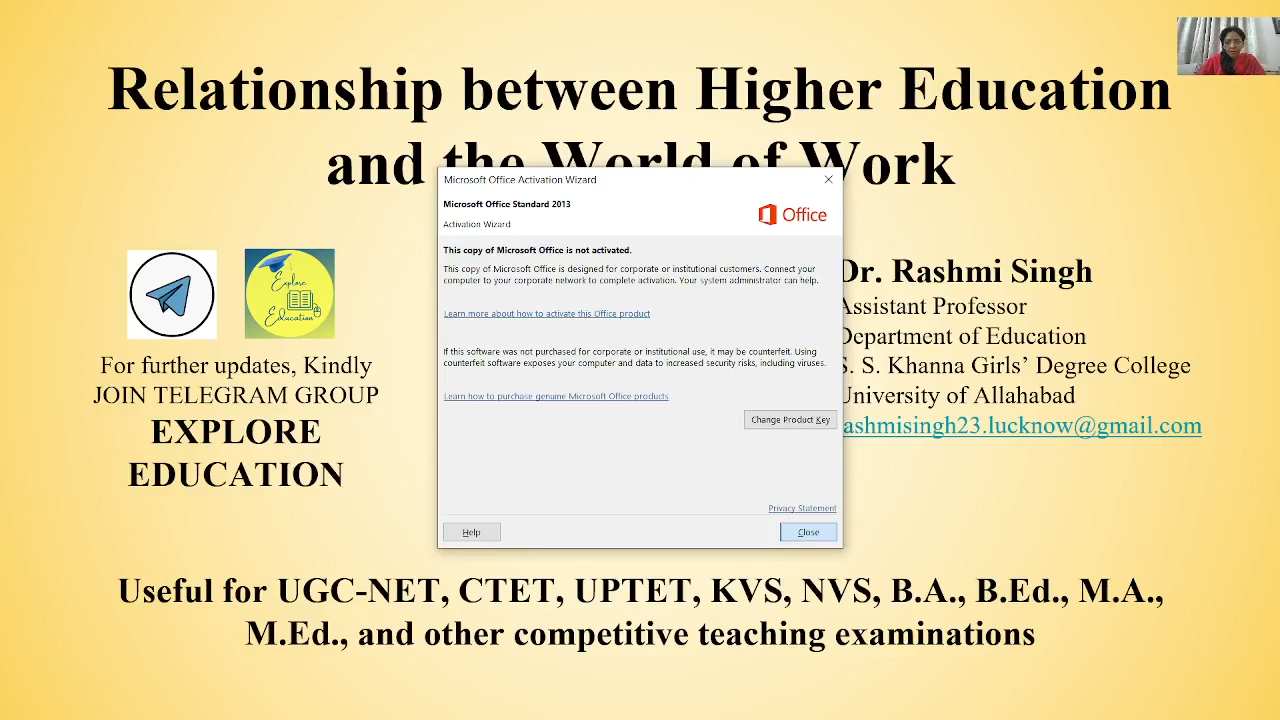 Relationship between Higher Education
and the World of Work
Microsoft Office Activation Wizard
Microsoft Office Standard 2013
Activation Wizard
Office
This copy of Microsoft Office is not activated.
This copy of Microsoft Office is designed for corporate or institutional customers. Connect your
computer to your corporate network to complete activation. Your system administrator can help.
Learn more about how to activate this Office product
If this software was not purchased for corporate or institutional use, it may be counterfeit. Using
counterfeit software exposes your computer and data to increased security risks, including viruses.
Learn how to purchase genuine Microsoft Office products
Change Product Key
Privacy Statement
Help
Close
Explore
Education
For further updates, Kindly
JOIN TELEGRAM GROUP
EXPLORE
EDUCATION
Dr. Rashmi Singh
Assistant Professor
Department of Education
S. S. Khanna Girls’ Degree College
University of Allahabad
ashmisingh23.lucknow@gmail.com
Useful for UGC-NET, CTET, UPTET, KVS, NVS, B.A., B.Ed., M.A.,
M.Ed., and other competitive teaching examinations